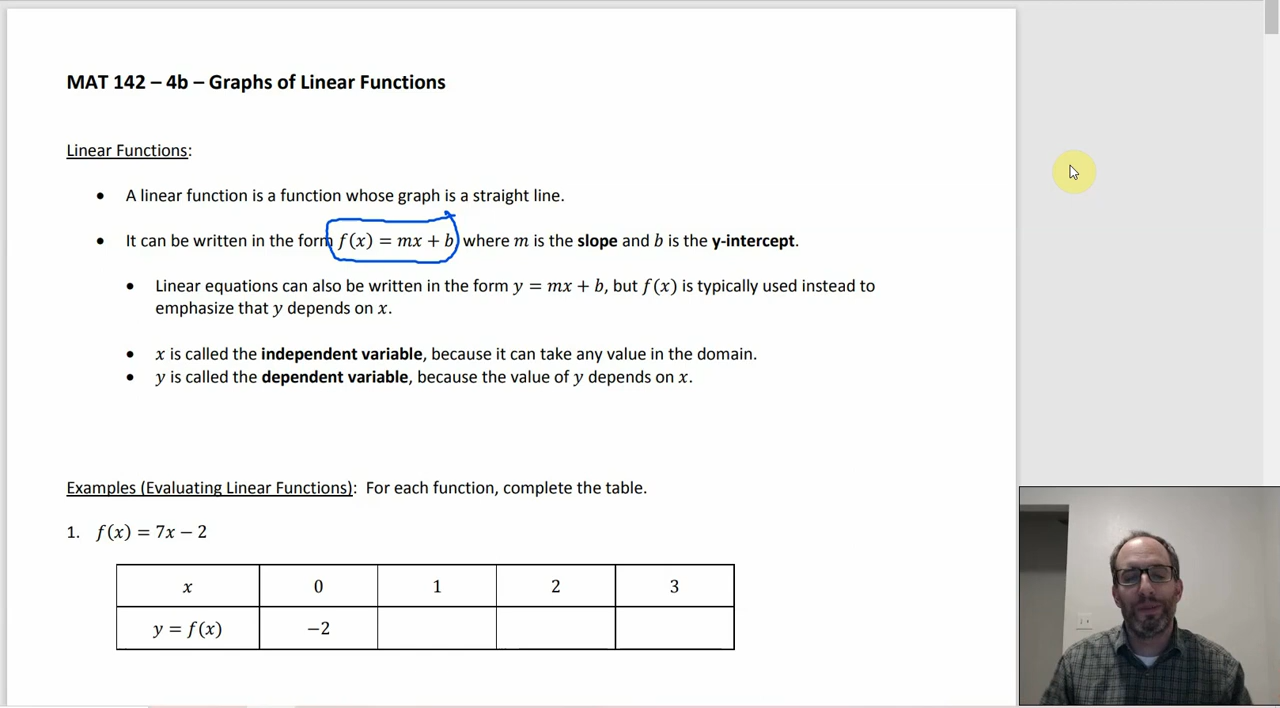 MAT 142 – 4b – Graphs of Linear Functions
Linear Functions:
• A linear function is a function whose graph is a straight line.
• It can be written in the form f(x) = mx + b where m is the slope and b is the y-intercept.
• Linear equations can also be written in the form y = mx + b, but f(x) is typically used instead to
emphasize that y depends on x.
• x is called the independent variable, because it can take any value in the domain.
• y is called the dependent variable, because the value of y depends on x.
Examples (Evaluating Linear Functions): For each function, complete the table.
1. f(x) = 7x − 2
x 0 1 2 3
y = f(x) −2